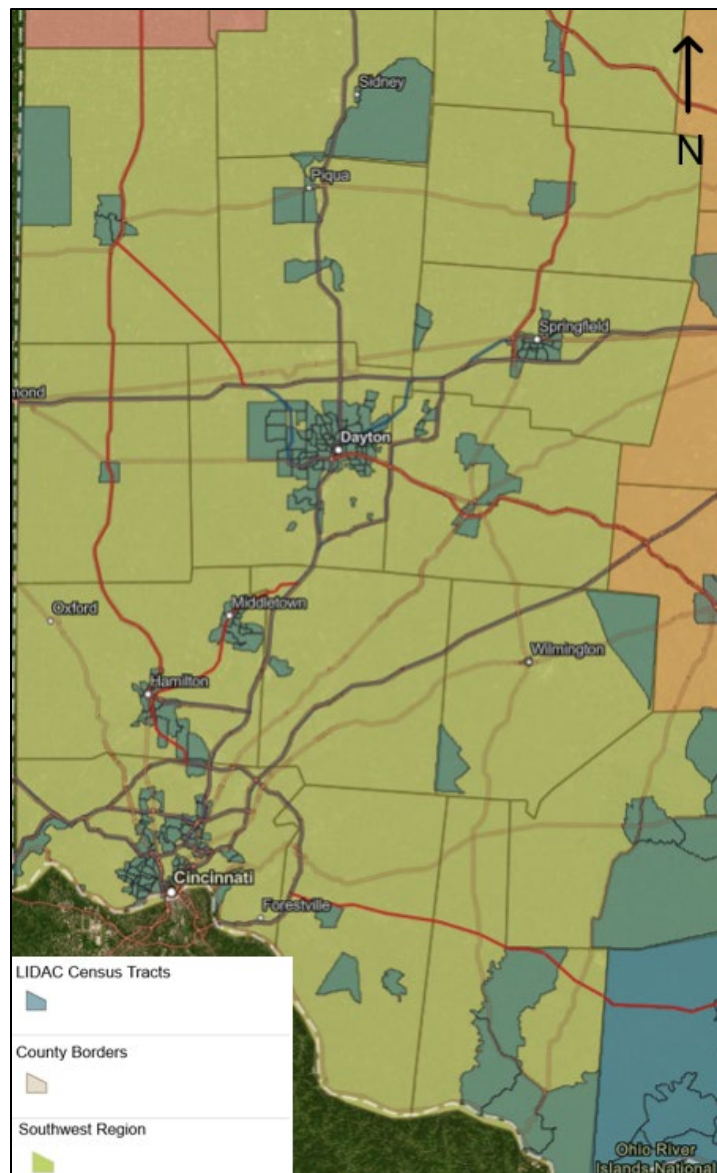 Sidney
N
Piqua
Springfield
mond
Dayton
Oxford
Middletown
Wilmington
Hamilton
Cincinnati
Forestville
LIDAC Census Tracts
County Borders
Southwest Region
Ohio River
Islands National